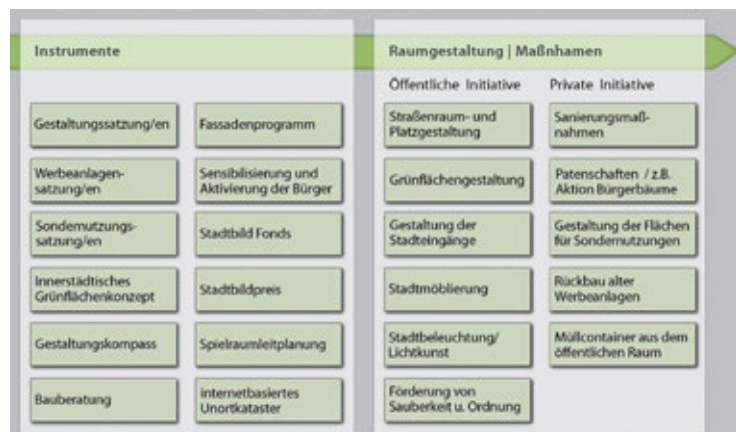 Instrumente
Gestaltungssatzung/en
Werbeanlagen-
satzung/en
Sondernutzungs-
satzung/en
Innerstädtisches
Grünflächenkonzept
Gestaltungskompass
Bauberatung
Fassadenprogramm
Sensibilisierung und
Aktivierung der Bürger
Stadtbild Fonds
Stadtbildpreis
Spielraumleitplanung
internetbasiertes
Unortkataster
Raumgestaltung | Maßnhamen
Öffentliche Initiative
Straßenraum- und
Platzgestaltung
Grünflächengestaltung
Gestaltung der
Stadteingänge
Stadtmöblierung
Stadtbeleuchtung/
Lichtkunst
Förderung von
Sauberkeit u. Ordnung
Private Initiative
Sanierungsmaß-
nahmen
Patenschaften / z.B.
Aktion Bürgerbäume
Gestaltung der Flächen
für Sondernutzungen
Rückbau alter
Werbeanlagen
Müllcontainer aus dem
öffentlichen Raum